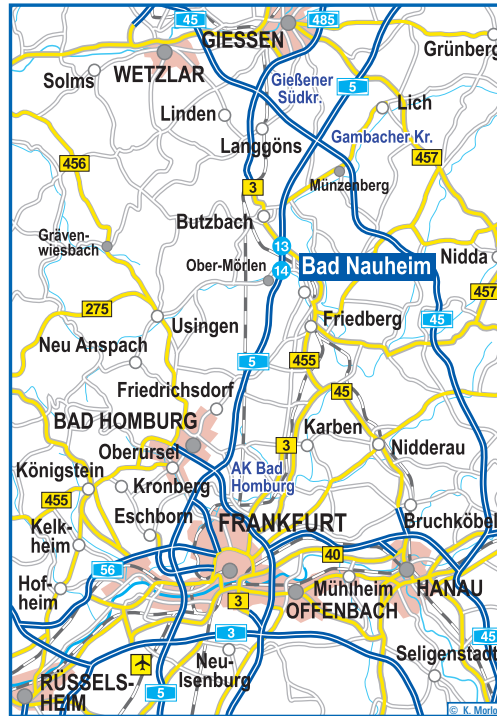 45
485
GIESSEN
Grünberg
WETZLAR
Solms
Gießener
Südkr.
5
Lich
Linden
Gambacher Kr.
Langgöns
456
457
3
Münzenberg
Butzbach
Gräven-
wiesbach
13
Nidda
Ober-Mörlen
14
Bad Nauheim
457
275
Usingen
Friedberg
45
Neu Anspach
5
455
45
Friedrichsdorf
BAD HOMBURG
3
Karben
Nidderau
Oberursel
Königstein
AK Bad
Homburg
Kronberg
455
Eschborn
FRANKFURT
Bruchköbel
Kelk-
heim
40
56
Hof-
heim
Mühlheim
HANAU
3
OFFENBACH
3
45
Neu-
Isenburg
Seligenstadt
RÜSSELS-
HEIM
5
© K. Morlo